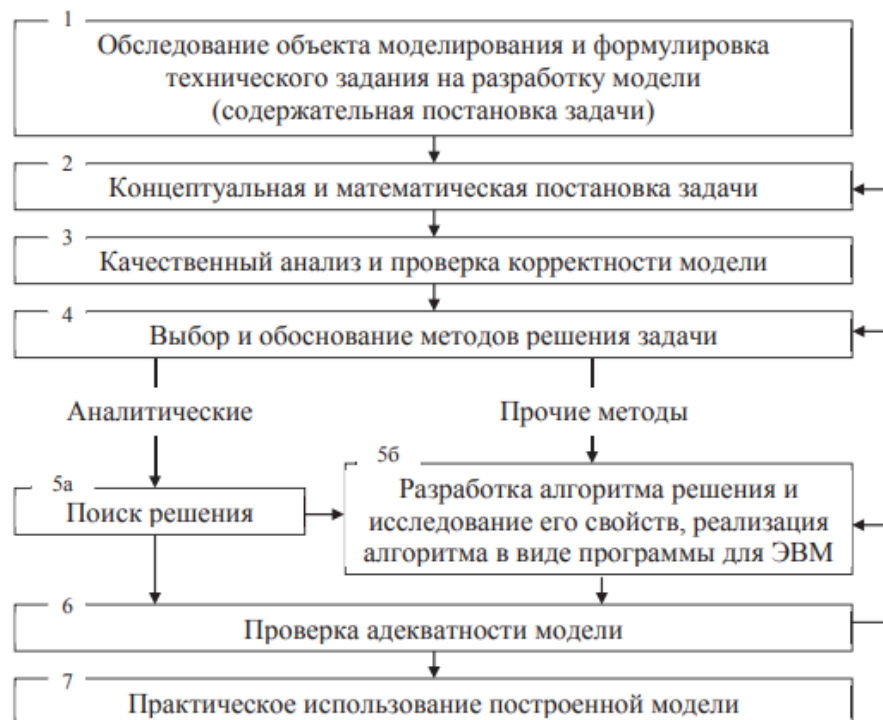 1
Обследование объекта моделирования и формулировка
технического задания на разработку модели
(содержательная постановка задачи)
2
Концептуальная и математическая постановка задачи
3
Качественный анализ и проверка корректности модели
4
Выбор и обоснование методов решения задачи
Аналитические
Прочие методы
5а
Поиск решения
5б
Разработка алгоритма решения и
исследование его свойств, реализация
алгоритма в виде программы для ЭВМ
6
Проверка адекватности модели
7
Практическое использование построенной модели